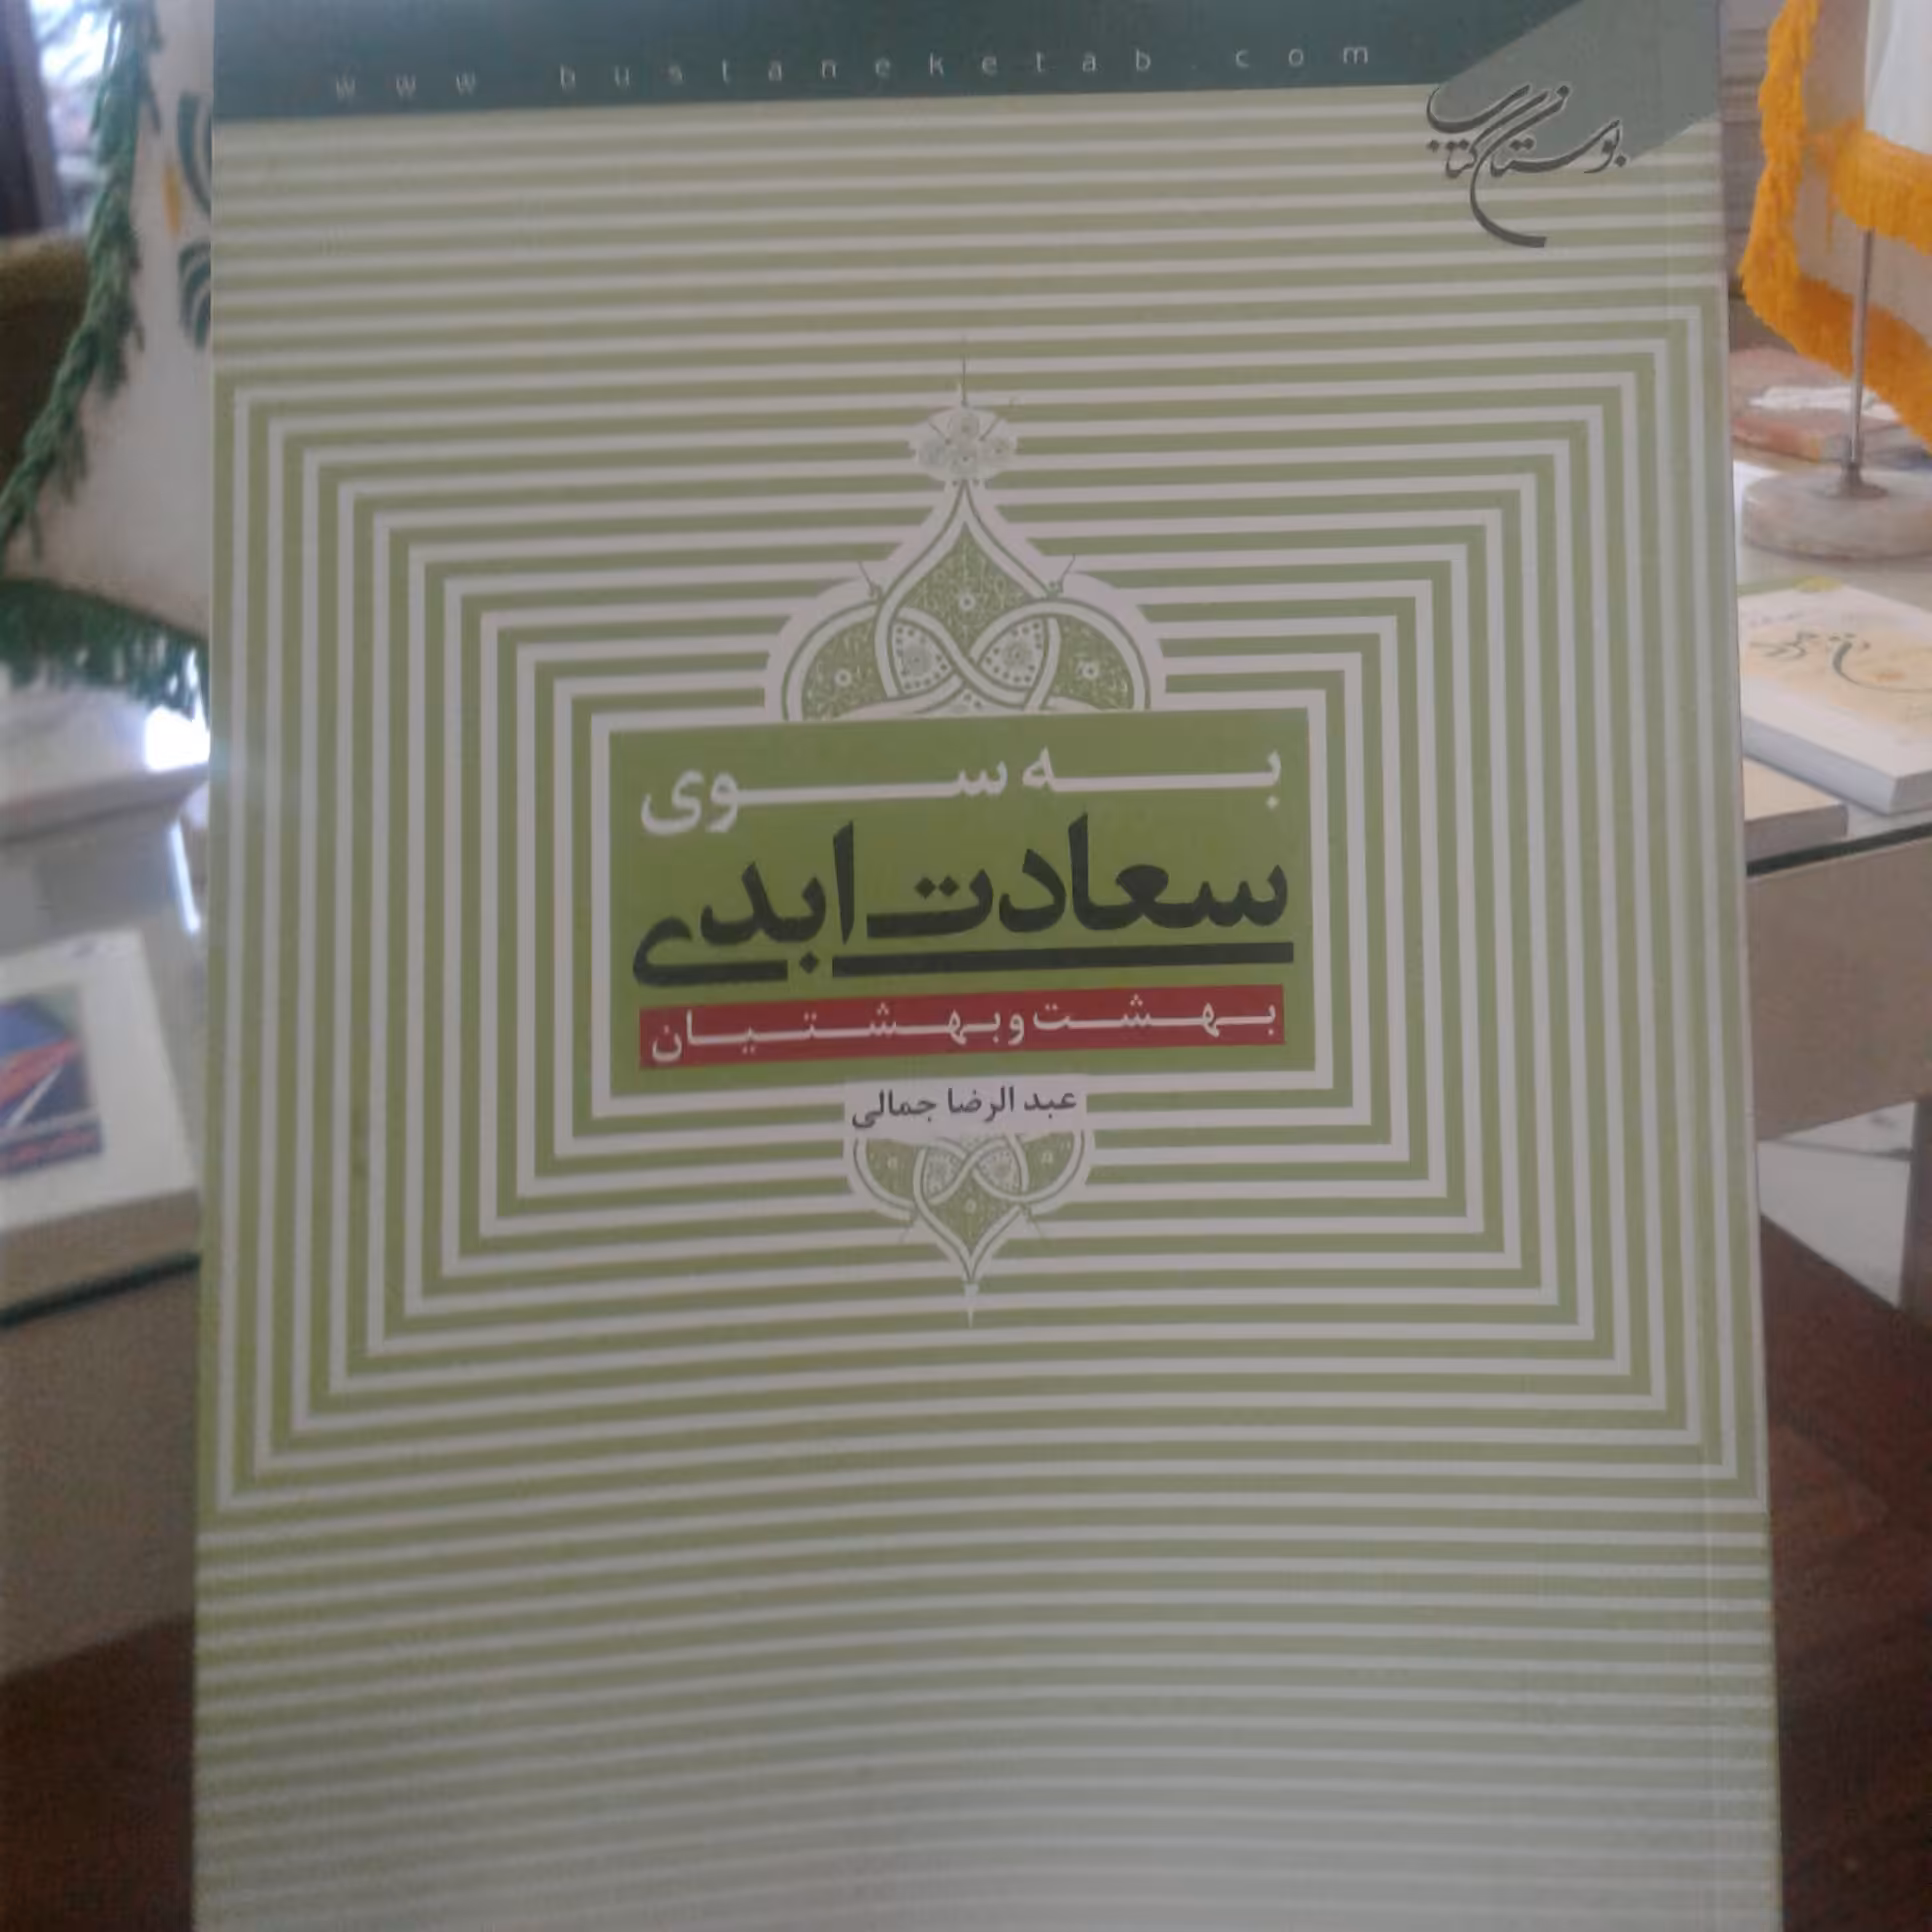 www.bustaneketab.com
بوستان کتاب
به سوی
سعادت ابدی
بهشت و بهشتیان
عبد الرضا جمالی